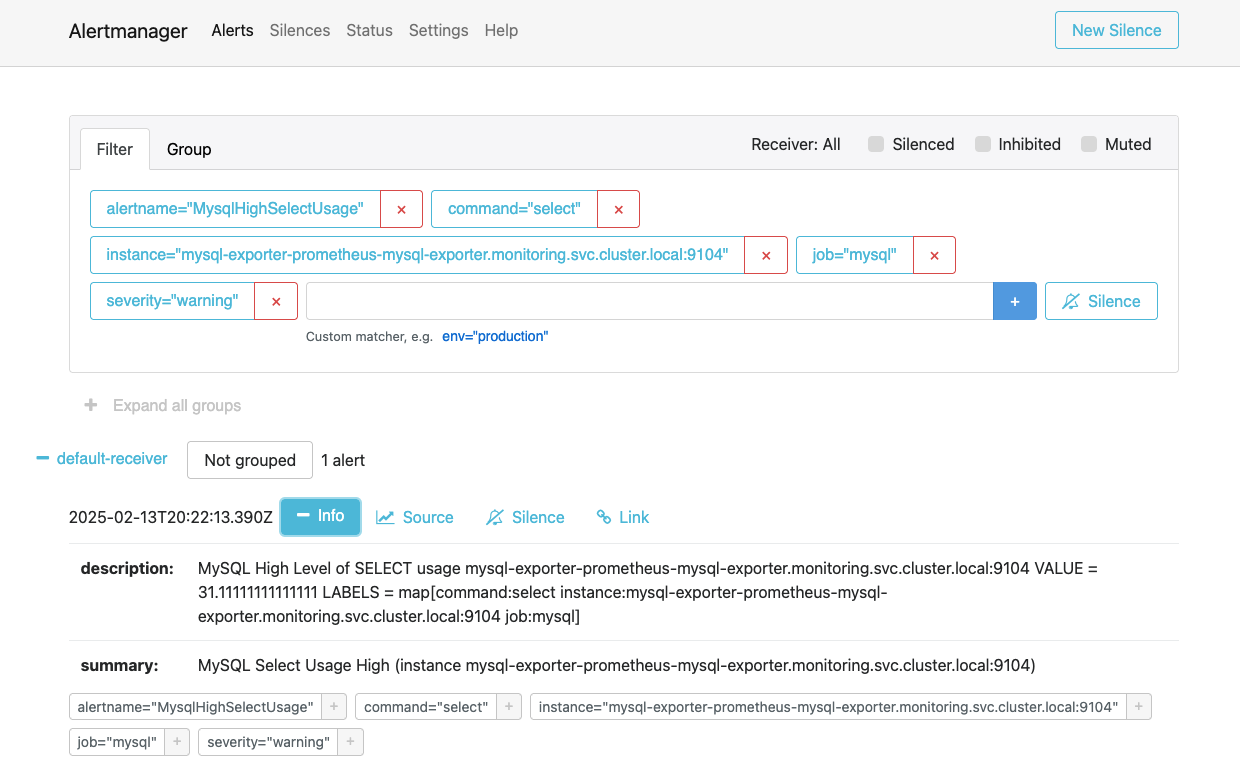 Alertmanager Alerts Silences Status Settings Help New Silence
Filter Group Receiver: All Silenced Inhibited Muted
alertname="MysqlHighSelectUsage" × command="select" ×
instance="mysql-exporter-prometheus-mysql-exporter.monitoring.svc.cluster.local:9104" × job="mysql" ×
severity="warning" × + Silence
Custom matcher, e.g. env="production"
+ Expand all groups
− default-receiver Not grouped 1 alert
2025-02-13T20:22:13.390Z − Info Source Silence Link
description: MySQL High Level of SELECT usage mysql-exporter-prometheus-mysql-exporter.monitoring.svc.cluster.local:9104 VALUE =
31.11111111111111 LABELS = map[command:select instance:mysql-exporter-prometheus-mysql-
exporter.monitoring.svc.cluster.local:9104 job:mysql]
summary: MySQL Select Usage High (instance mysql-exporter-prometheus-mysql-exporter.monitoring.svc.cluster.local:9104)
alertname="MysqlHighSelectUsage" + command="select" + instance="mysql-exporter-prometheus-mysql-exporter.monitoring.svc.cluster.local:9104" +
job="mysql" + severity="warning" +